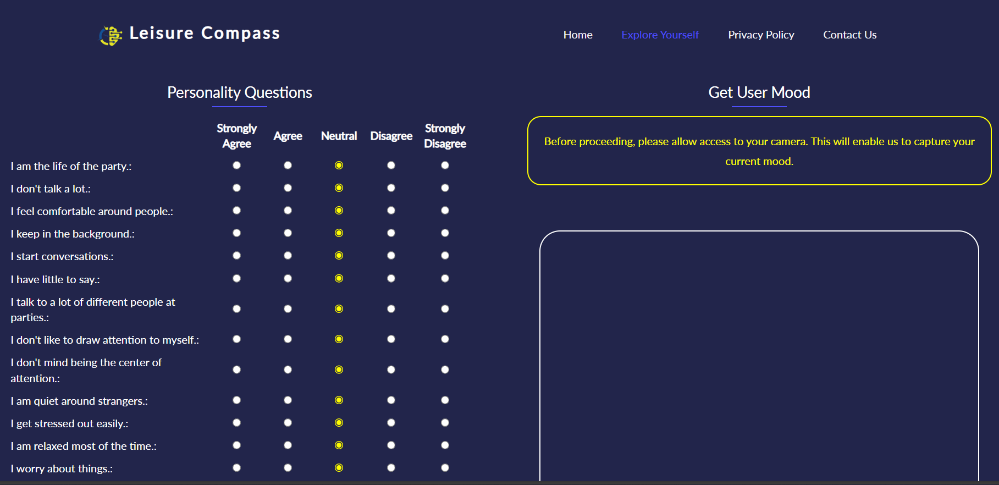 Leisure Compass
Home
Explore Yourself
Privacy Policy
Contact Us
Personality Questions
Strongly
Agree
Agree
Neutral
Disagree
Strongly
Disagree
I am the life of the party.:
I don't talk a lot.:
I feel comfortable around people.:
I keep in the background.:
I start conversations.:
I have little to say.:
I talk to a lot of different people at
parties.:
I don't like to draw attention to myself.:
I don't mind being the center of
attention.:
I am quiet around strangers.:
I get stressed out easily.:
I am relaxed most of the time.:
I worry about things.:
Get User Mood
Before proceeding, please allow access to your camera. This will enable us to capture your
current mood.